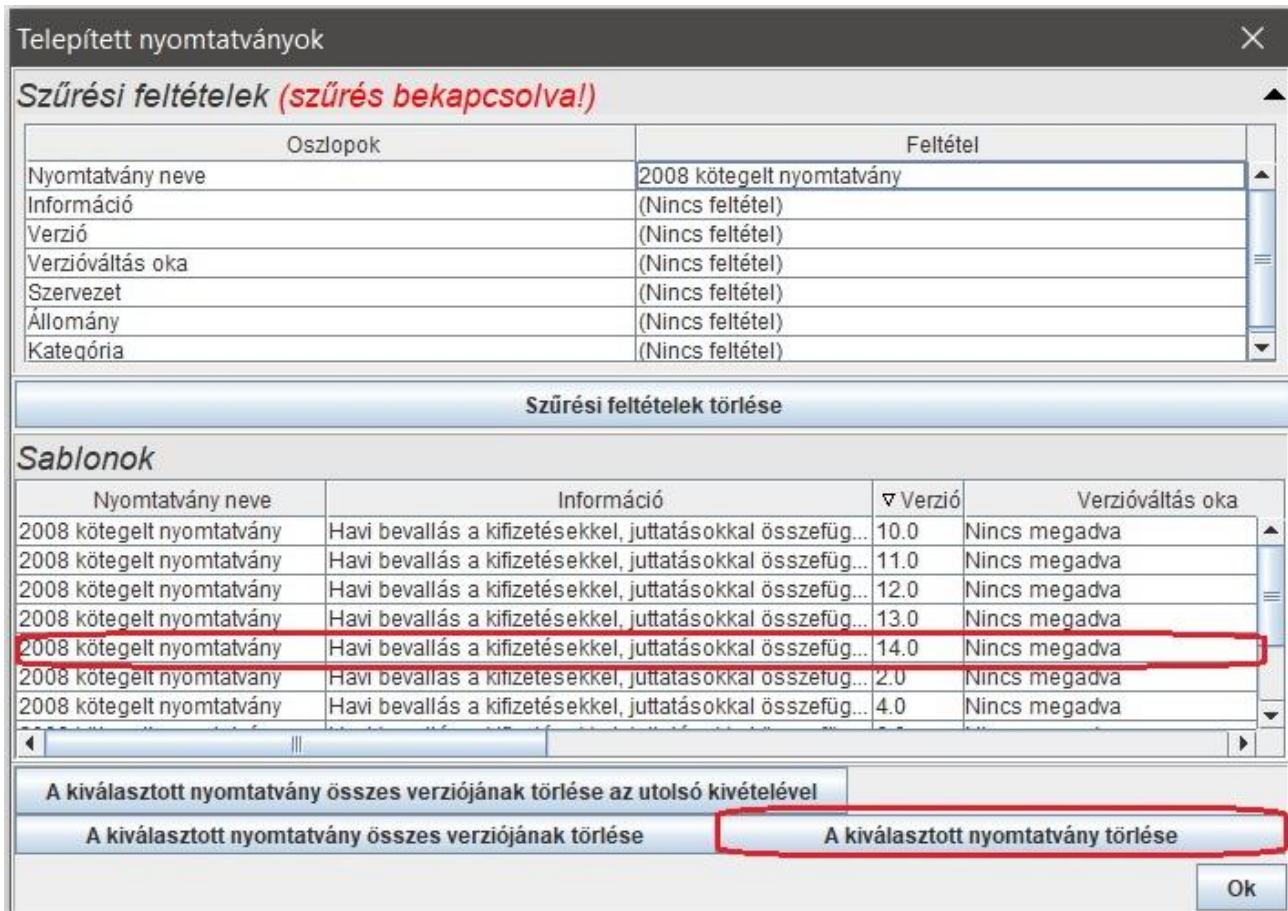 Telepített nyomtatványok
Szűrési feltételek (szűrés bekapcsolva!)
Oszlopok Feltétel
Nyomtatvány neve 2008 kötegelt nyomtatvány
Információ (Nincs feltétel)
Verzió (Nincs feltétel)
Verzióváltás oka (Nincs feltétel)
Szervezet (Nincs feltétel)
Állomány (Nincs feltétel)
Kategória (Nincs feltétel)
Szűrési feltételek törlése
Sablonok
Nyomtatvány neve Információ Verzió Verzióváltás oka
2008 kötegelt nyomtatvány Havi bevallás a kifizetésekkel, juttatásokkal összefüg... 10.0 Nincs megadva
2008 kötegelt nyomtatvány Havi bevallás a kifizetésekkel, juttatásokkal összefüg... 11.0 Nincs megadva
2008 kötegelt nyomtatvány Havi bevallás a kifizetésekkel, juttatásokkal összefüg... 12.0 Nincs megadva
2008 kötegelt nyomtatvány Havi bevallás a kifizetésekkel, juttatásokkal összefüg... 13.0 Nincs megadva
2008 kötegelt nyomtatvány Havi bevallás a kifizetésekkel, juttatásokkal összefüg... 14.0 Nincs megadva
2008 kötegelt nyomtatvány Havi bevallás a kifizetésekkel, juttatásokkal összefüg... 2.0 Nincs megadva
2008 kötegelt nyomtatvány Havi bevallás a kifizetésekkel, juttatásokkal összefüg... 4.0 Nincs megadva
A kiválasztott nyomtatvány összes verziójának törlése az utolsó kivételével
A kiválasztott nyomtatvány összes verziójának törlése A kiválasztott nyomtatvány törlése
Ok